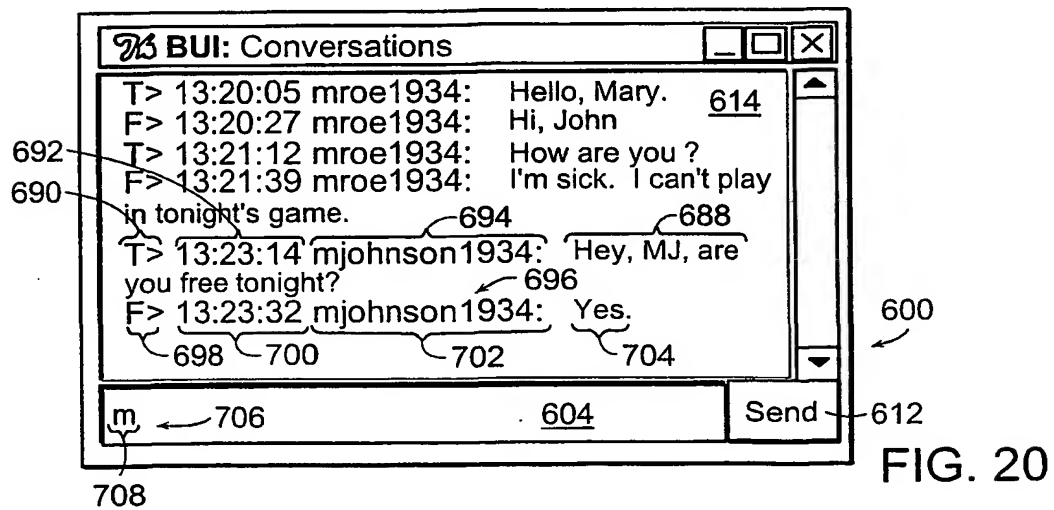 BUI: Conversations
T> 13:20:05 mroe1934: Hello, Mary. 614
F> 13:20:27 mroe1934: Hi, John
692
T> 13:21:12 mroe1934: How are you ?
690
F> 13:21:39 mroe1934: I'm sick. I can't play
in tonight's game. 694 688
T> 13:23:14 mjohnson1934: Hey, MJ, are
you free tonight? 696
F> 13:23:32 mjohnson1934: Yes.
600
698 700 702 704
m 706 604 Send 612
708
FIG. 20